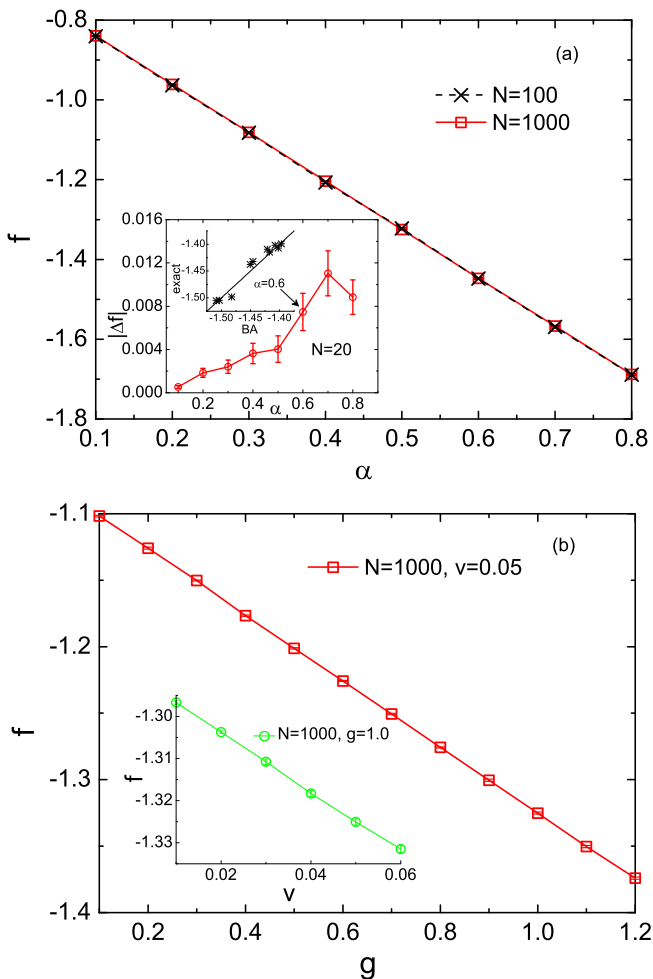 -0.8
(a)
N=100
-1.0
N=1000
-1.2
0.016
-1.40
exact
-1.45
0.012
f
-1.4
-1.50
α=0.6
0.008
-1.50 -1.45 -1.40
BA
|Δf|
0.004
N=20
-1.6
0.000
0.2 0.4 0.6 0.8
α
-1.8
0.1 0.2 0.3 0.4 0.5 0.6 0.7 0.8
α
-1.1
(b)
N=1000, v=0.05
-1.2
f
-1.30
N=1000, g=1.0
-1.31
f
-1.3
-1.32
-1.33
0.02 0.04 0.06
v
-1.4
0.2 0.4 0.6 0.8 1.0 1.2
g